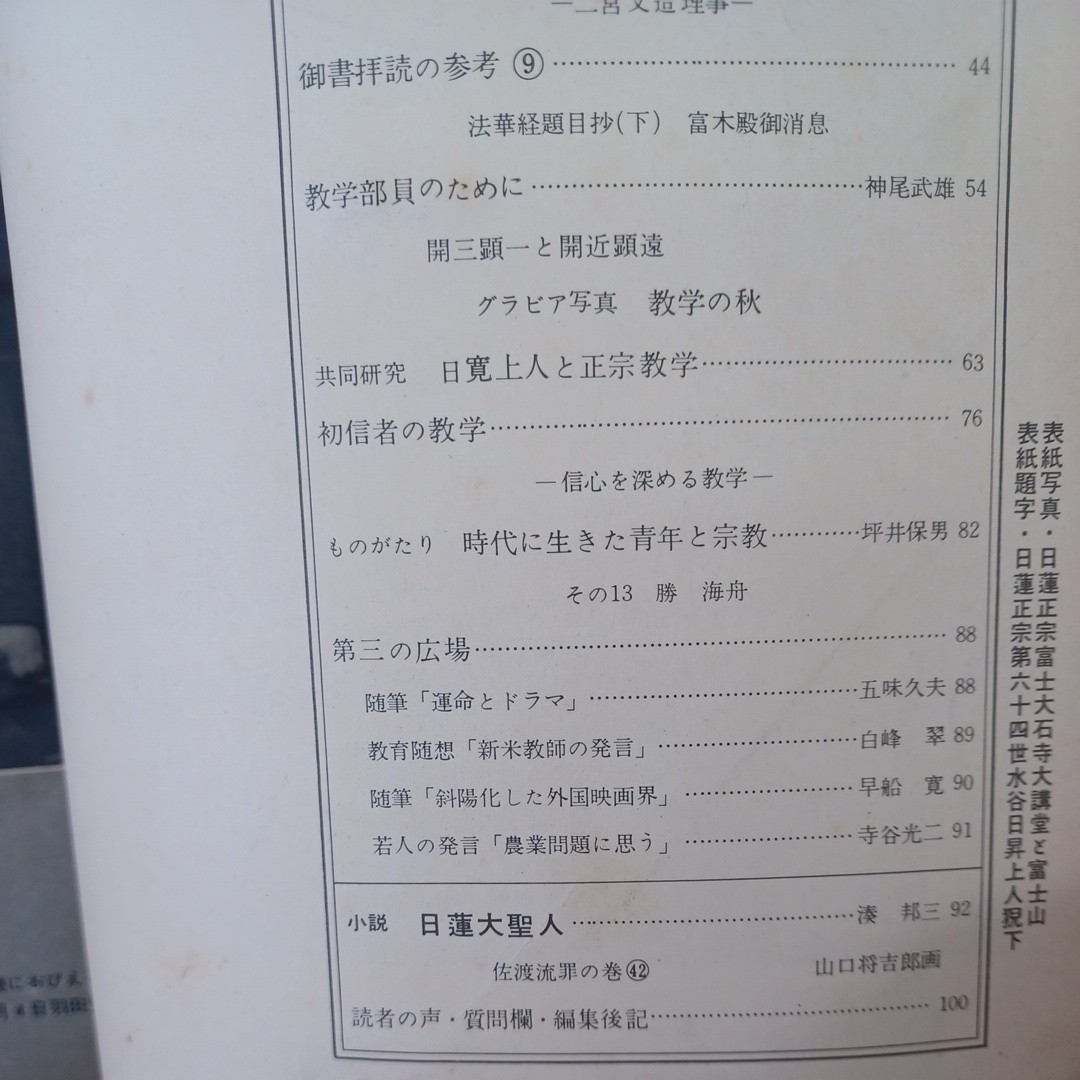 ―二宮文造理事―
御書拝読の参考 ⑨ …… 44
法華経題目抄(下) 富木殿御消息
教学部員のために …… 神尾武雄 54
開三顕一と開近顕遠
グラビア写真 教学の秋
共同研究 日寛上人と正宗教学 …… 63
初信者の教学 …… 76
―信心を深める教学―
ものがたり 時代に生きた青年と宗教 …… 坪井保男 82
その13 勝 海舟
第三の広場 …… 88
随筆「運命とドラマ」 …… 五味久夫 88
教育随想「新米教師の発言」 …… 白峰 翠 89
随筆「斜陽化した外国映画界」 …… 早船 寛 90
若人の発言「農業問題に思う」 …… 寺谷光二 91
小説 日蓮大聖人 …… 湊 邦三 92
佐渡流罪の巻㊷ 山口将吉郎画
読者の声・質問欄・編集後記 …… 100
表紙写真・日蓮正宗富士大石寺大講堂と富士山
表紙題字・日蓮正宗第六十四世水谷日昇上人猊下
におびえ
羽田